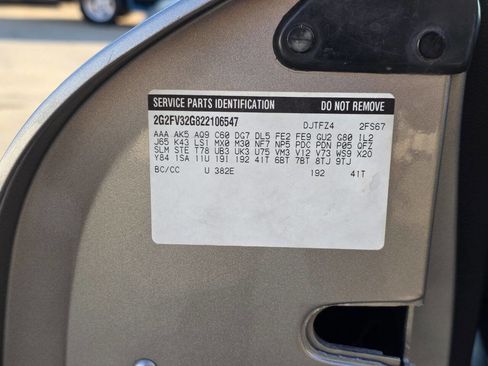 SERVICE PARTS IDENTIFICATION DO NOT REMOVE
2G2FV32G822106547 DJTFZ4 2FS67
AAA AK5 AQ9 C60 DG7 DL5 FE2 FE9 GU2 G80 IL2
J65 K43 LS1 MX0 M30 NF7 NP5 PDC PDN P05 QFZ
SLM STE T78 UB3 UK3 U75 VM3 V12 V73 WS9 X20
Y84 1SA 11U 19I 192 41T 6BT 7BT 8TJ 9TJ
BC/CC U 382E 192 41T